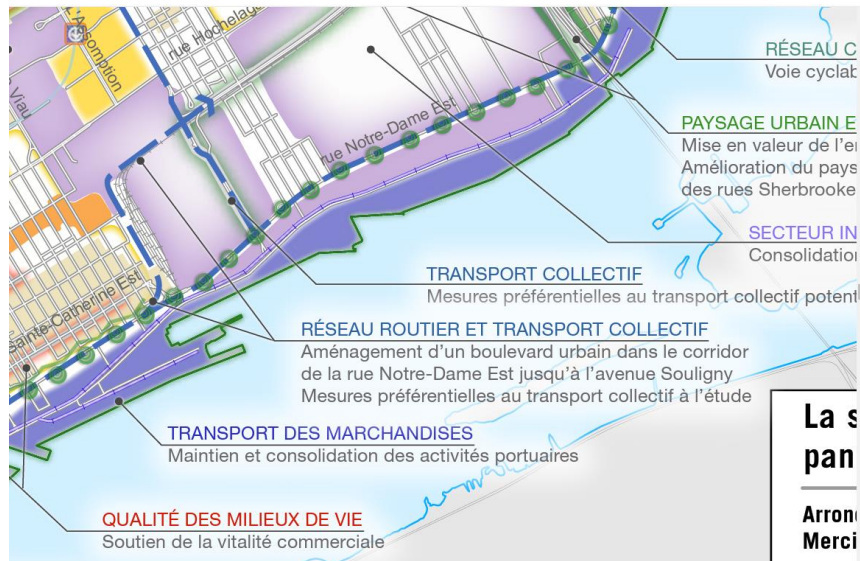 L'Assomption
rue Hochelaga
Viau
rue Notre-Dame Est
Sainte-Catherine Est
RÉSEAU C
Voie cyclab
PAYSAGE URBAIN E
Mise en valeur de l'e
Amélioration du pays
des rues Sherbrooke
SECTEUR IN
Consolidation
TRANSPORT COLLECTIF
Mesures préférentielles au transport collectif potent
RÉSEAU ROUTIER ET TRANSPORT COLLECTIF
Aménagement d'un boulevard urbain dans le corridor
de la rue Notre-Dame Est jusqu'à l'avenue Souligny
Mesures préférentielles au transport collectif à l'étude
TRANSPORT DES MARCHANDISES
Maintien et consolidation des activités portuaires
QUALITÉ DES MILIEUX DE VIE
Soutien de la vitalité commerciale
La s
pan
Arron
Merci